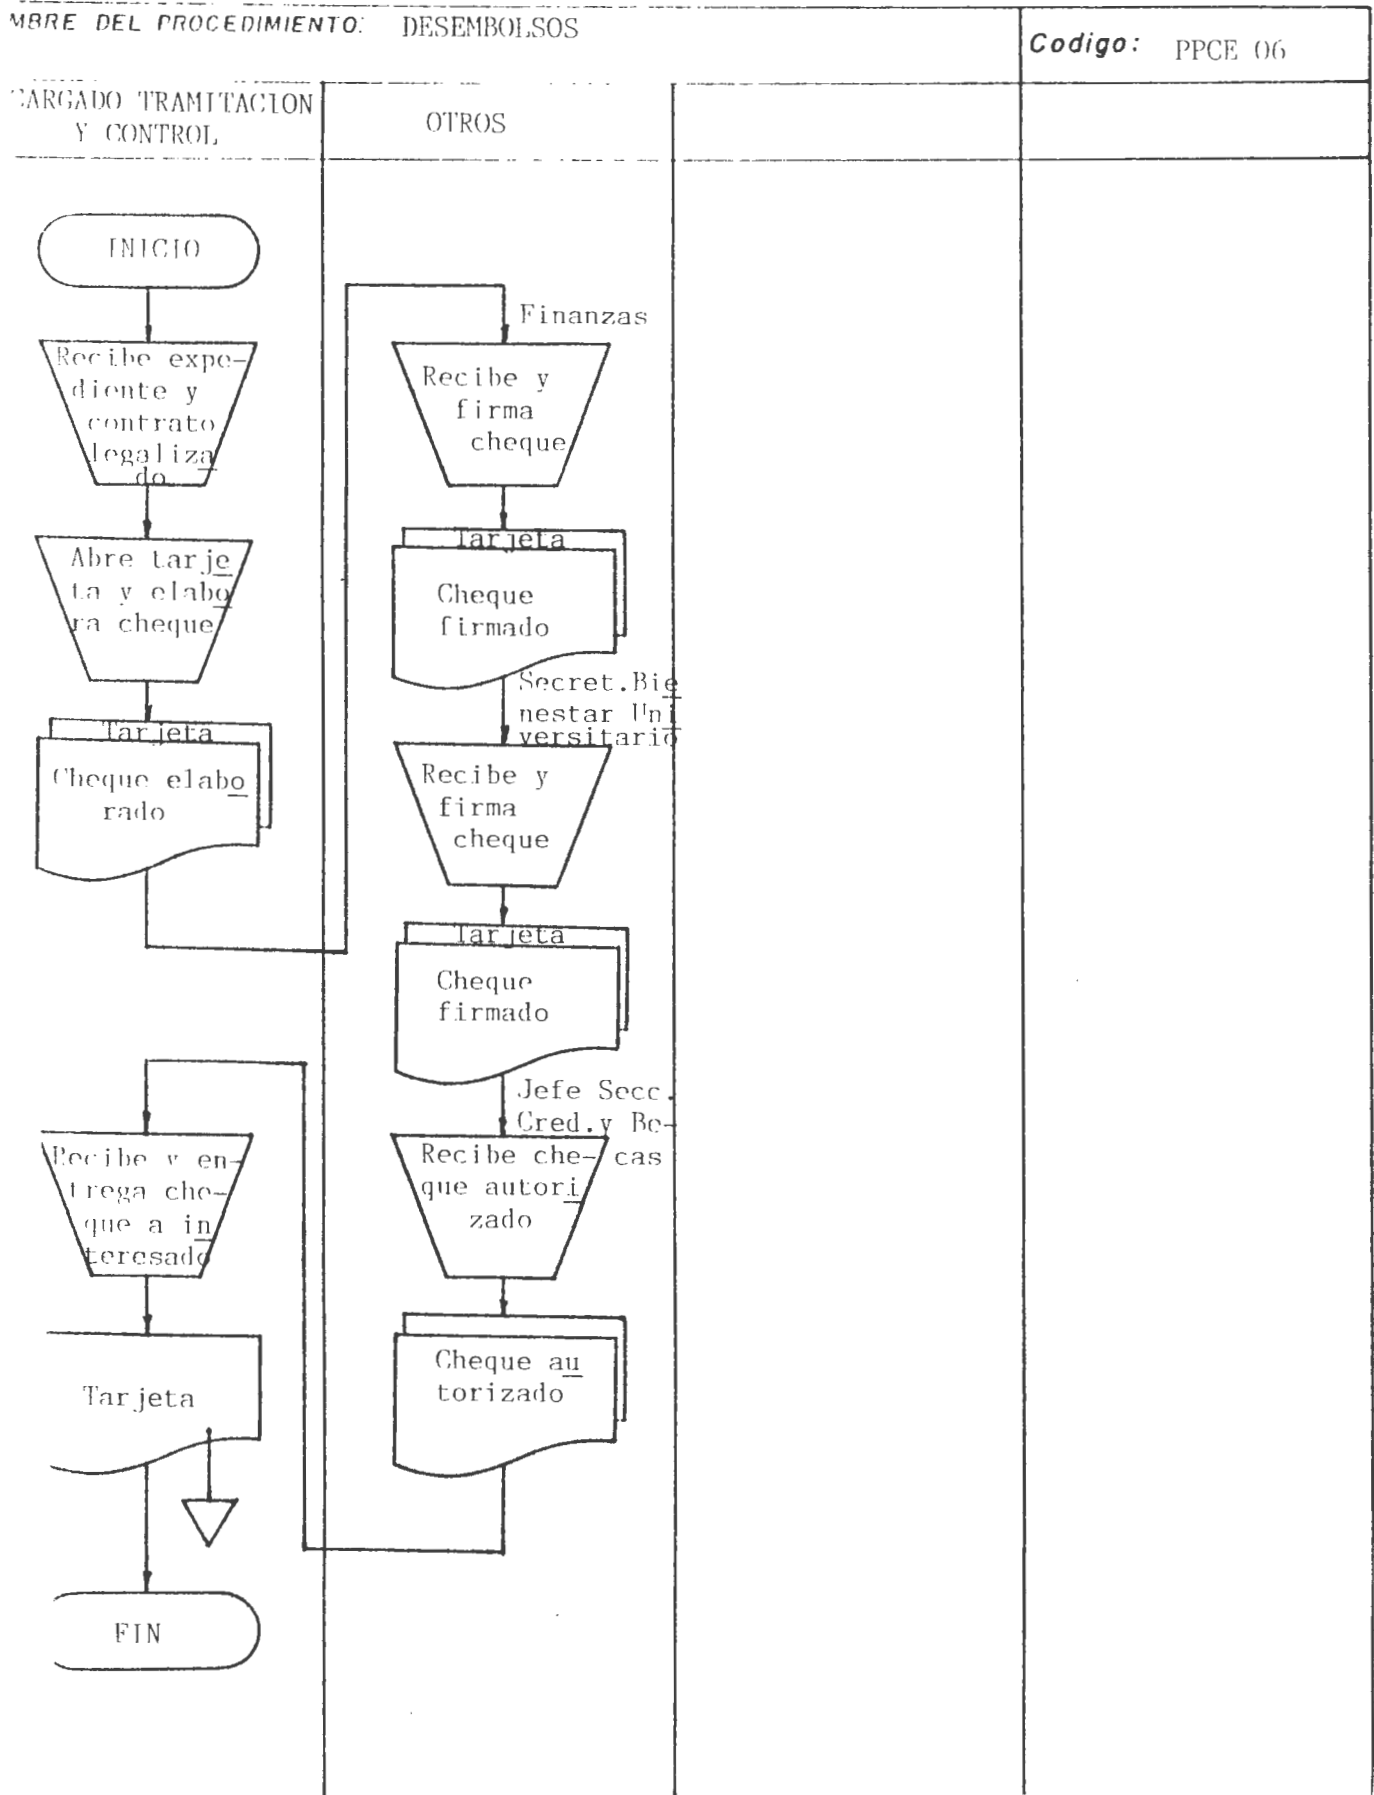 MBRE DEL PROCEDIMIENTO: DESEMBOLSOS
Codigo: PPCE 06
CARGADO TRAMITACION
Y CONTROL
OTROS
INICIO
Recibe expe-
diente y
contrato
legaliza
do
Abre tarje
ta y elabo
ra cheque
Tarjeta
Cheque elabo
rado
Finanzas
Recibe y
firma
cheque
Tarjeta
Cheque
firmado
Secret.Bie
nestar Uni
versitario
Recibe y
firma
cheque
Tarjeta
Cheque
firmado
Jefe Secc.
Cred.y Be-
cas
Recibe che-
que autori
zado
Cheque au
torizado
Recibe y en-
trega che-
que a in
teresado
Tarjeta
FIN